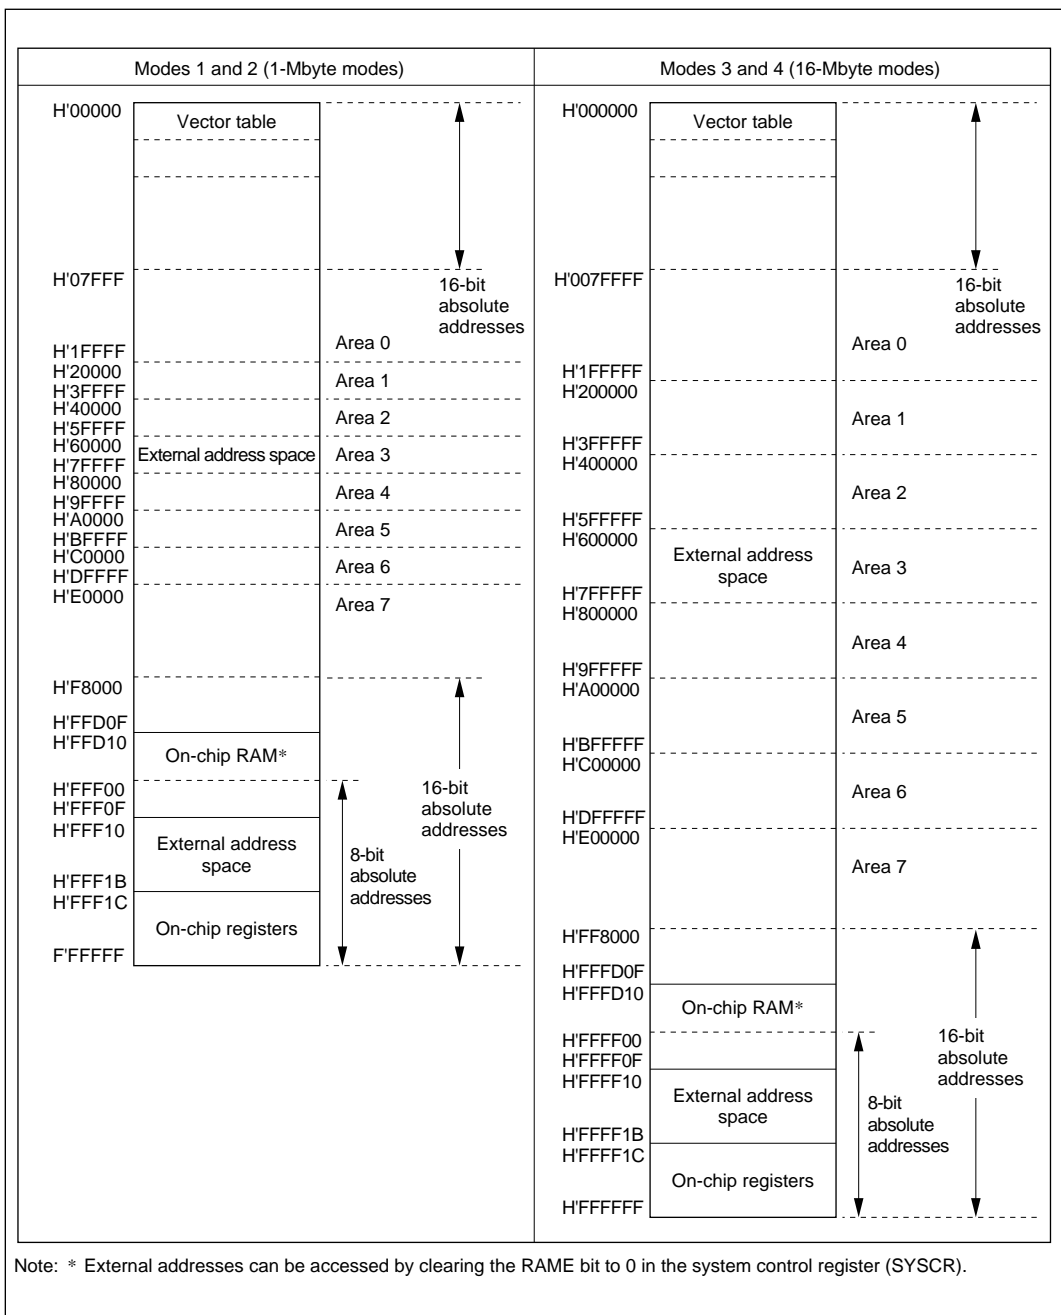 Modes 1 and 2 (1-Mbyte modes)
H'00000
Vector table
H'07FFF
16-bit
absolute
addresses
Area 0
H'1FFFF
H'20000
Area 1
H'3FFFF
H'40000
Area 2
H'5FFFF
H'60000
External address space
Area 3
H'7FFFF
H'80000
Area 4
H'9FFFF
H'A0000
Area 5
H'BFFFF
H'C0000
Area 6
H'DFFFF
H'E0000
Area 7
H'F8000
H'FFD0F
H'FFD10
On-chip RAM*
H'FFF00
H'FFF0F
16-bit
absolute
addresses
H'FFF10
External address
space
8-bit
absolute
addresses
H'FFF1B
H'FFF1C
On-chip registers
F'FFFFF
Modes 3 and 4 (16-Mbyte modes)
H'000000
Vector table
H'007FFFF
16-bit
absolute
addresses
Area 0
H'1FFFFF
H'200000
Area 1
H'3FFFFF
H'400000
Area 2
H'5FFFFF
H'600000
External address
space
Area 3
H'7FFFFF
H'800000
Area 4
H'9FFFFF
H'A00000
Area 5
H'BFFFFF
H'C00000
Area 6
H'DFFFFF
H'E00000
Area 7
H'FF8000
H'FFFD0F
H'FFFD10
On-chip RAM*
H'FFFF00
H'FFFF0F
16-bit
absolute
addresses
H'FFFF10
External address
space
8-bit
absolute
addresses
H'FFFF1B
H'FFFF1C
On-chip registers
H'FFFFFF
Note: * External addresses can be accessed by clearing the RAME bit to 0 in the system control register (SYSCR).